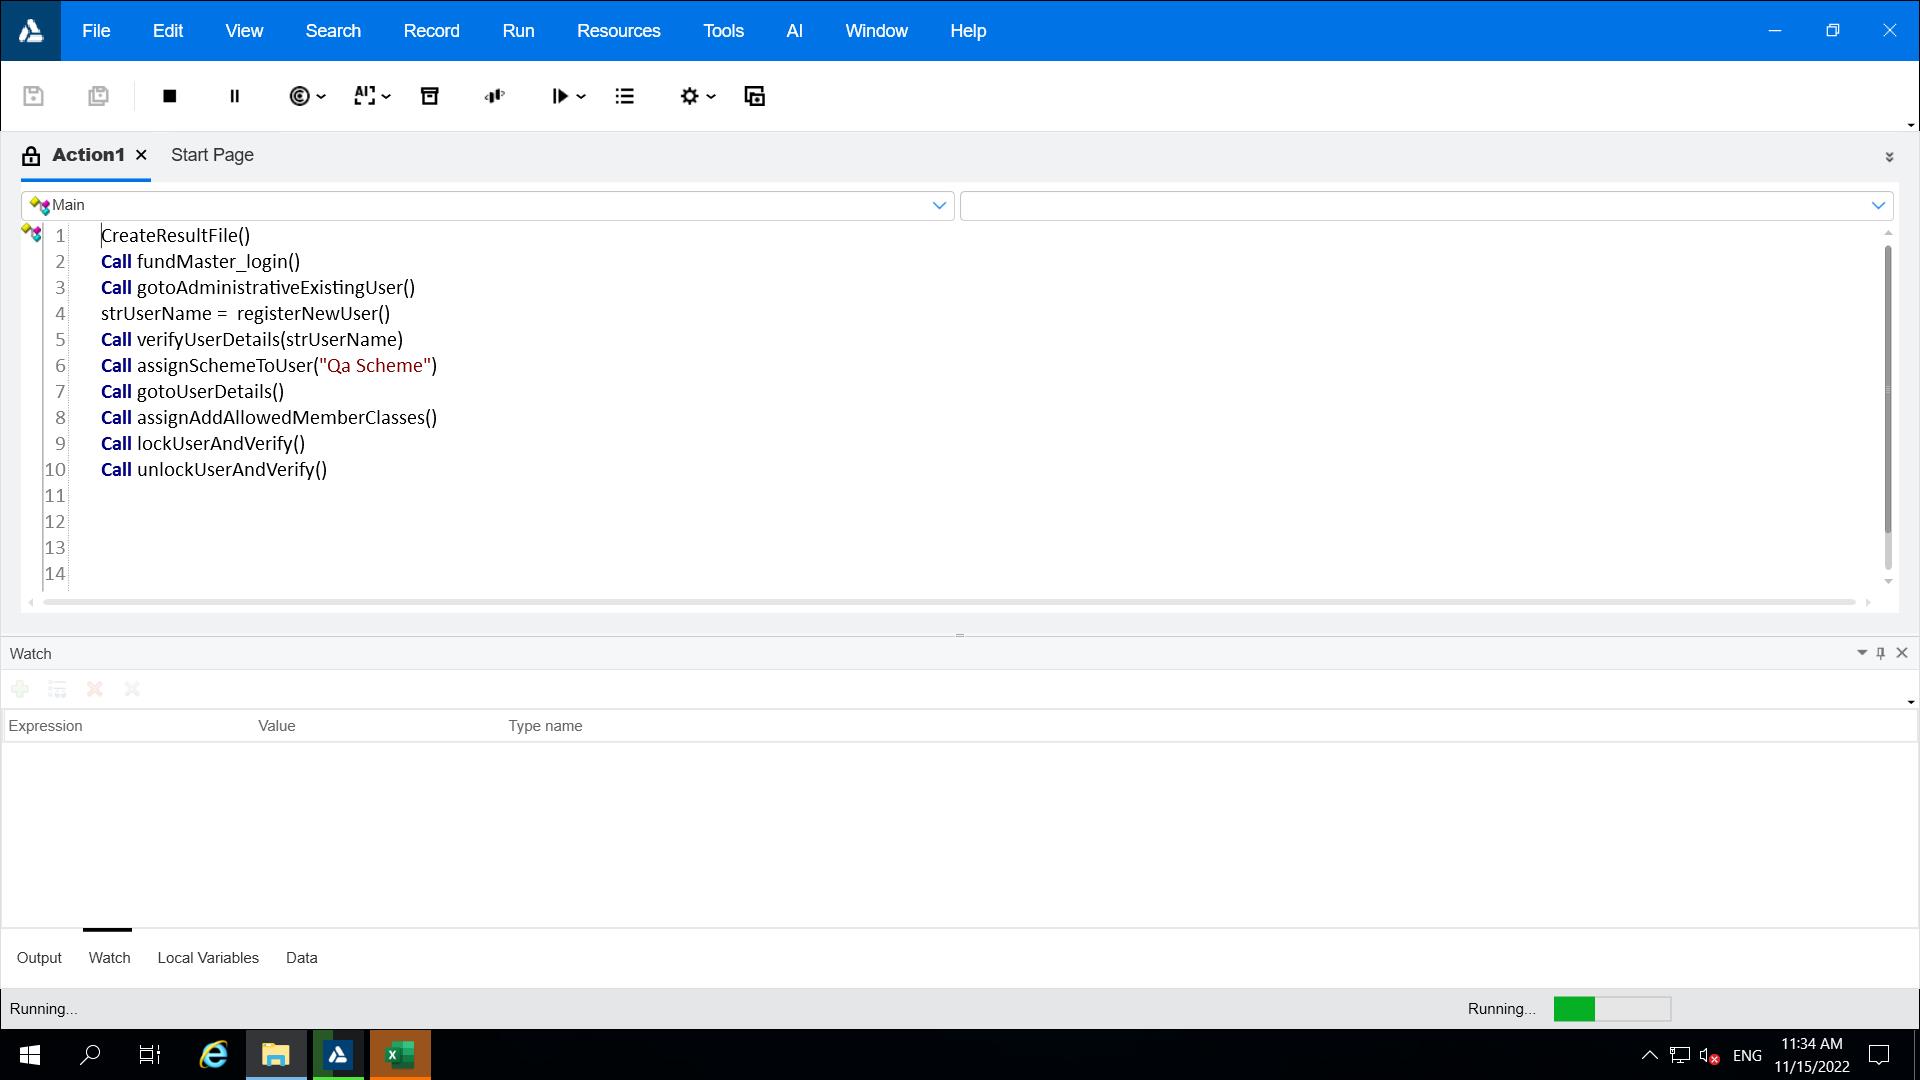 File Edit View Search Record Run Resources Tools AI Window Help
Action1 Start Page
Main
1 CreateResultFile()
2 Call fundMaster_login()
3 Call gotoAdministrativeExistingUser()
4 strUserName = registerNewUser()
5 Call verifyUserDetails(strUserName)
6 Call assignSchemeToUser("Qa Scheme")
7 Call gotoUserDetails()
8 Call assignAddAllowedMemberClasses()
9 Call lockUserAndVerify()
10 Call unlockUserAndVerify()
11
12
13
14
Watch
Expression Value Type name
Output Watch Local Variables Data
Running... Running...
ENG 11:34 AM
11/15/2022